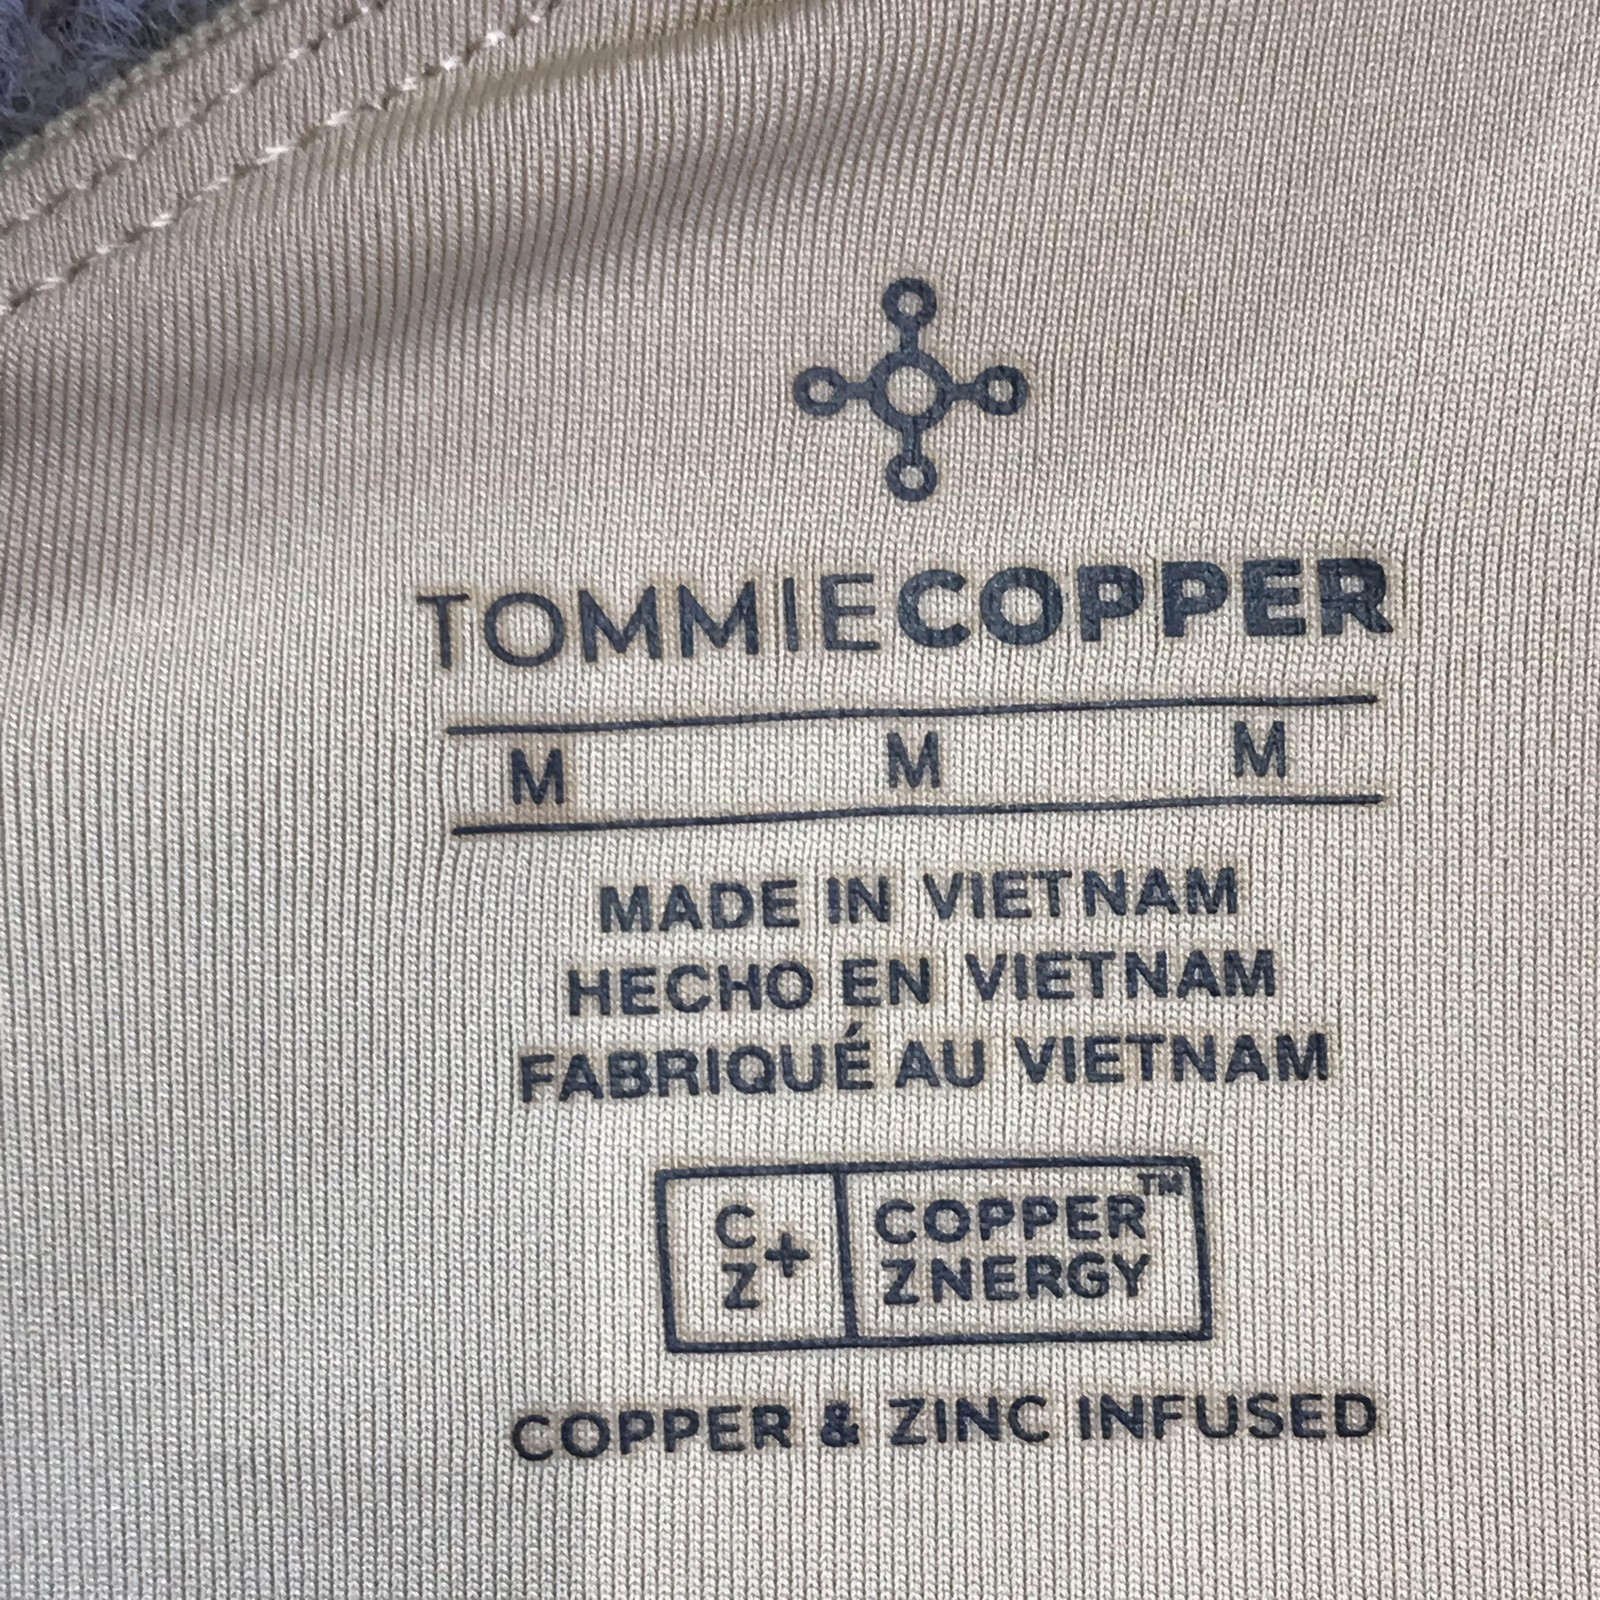 TOMMIECOPPER
M M M
MADE IN VIETNAM
HECHO EN VIETNAM
FABRIQUÉ AU VIETNAM
C
Z+
COPPER™
ZNERGY
COPPER & ZINC INFUSED